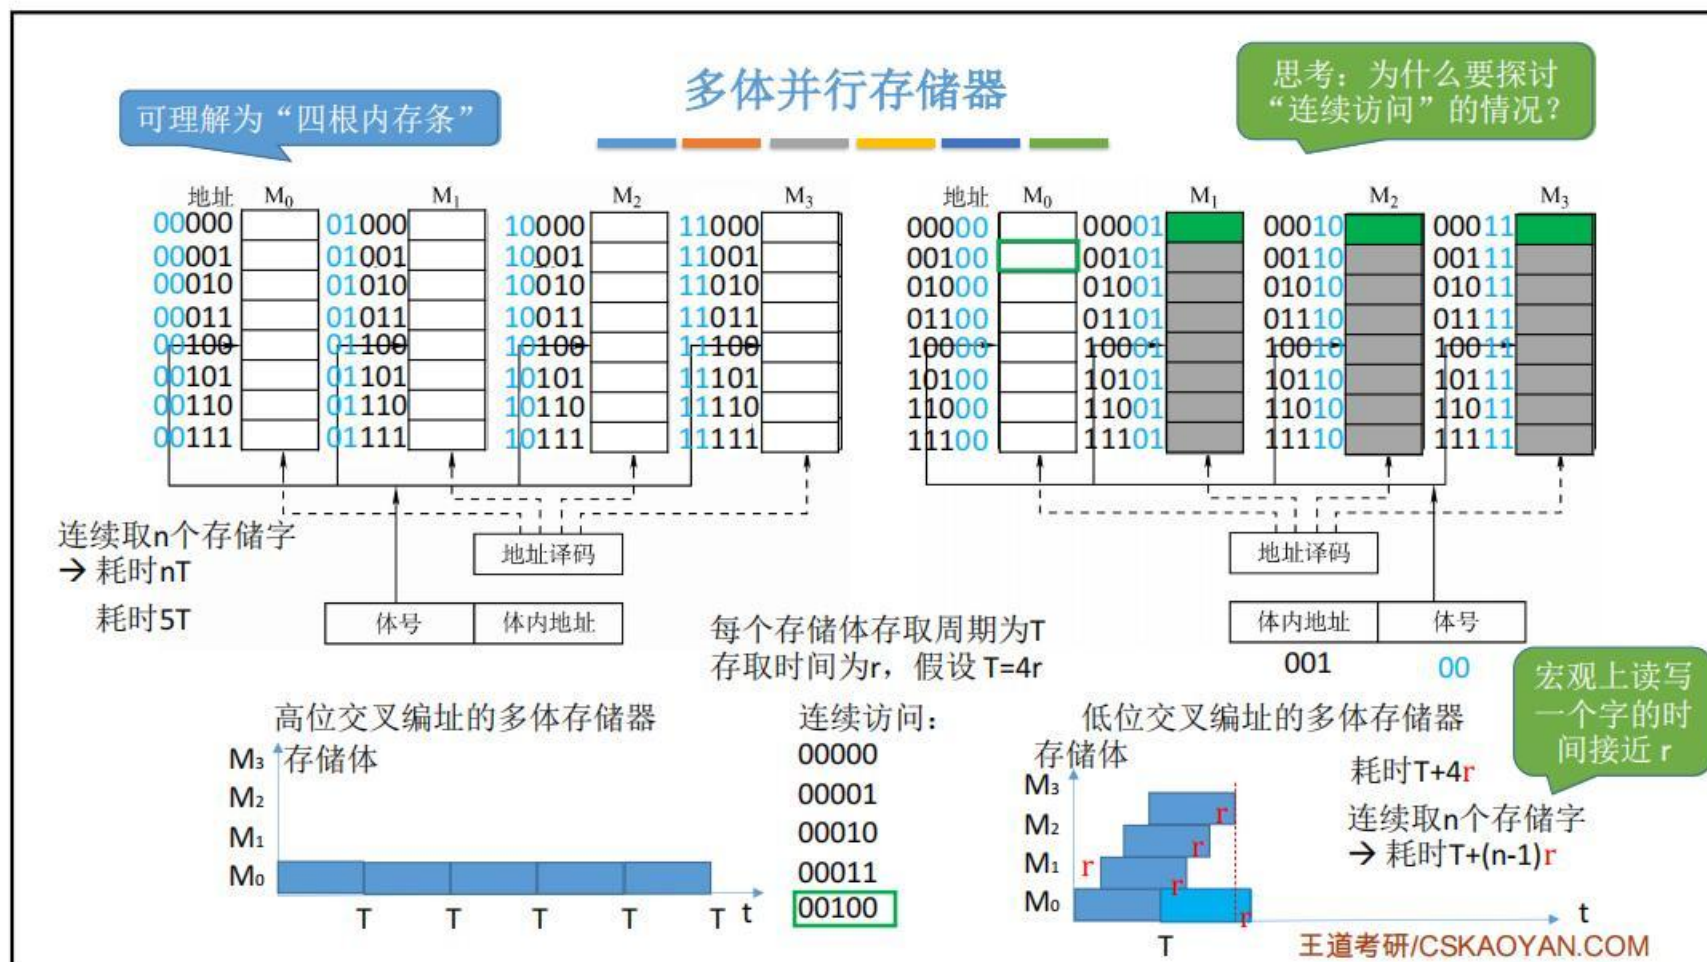 多体并行存储器
可理解为“四根内存条”
思考：为什么要探讨
“连续访问”的情况？
地址 M₀ M₁ M₂ M₃
00000 01000 10000 11000
00001 01001 10001 11001
00010 01010 10010 11010
00011 01011 10011 11011
00100 01100 10100 11100
00101 01101 10101 11101
00110 01110 10110 11110
00111 01111 10111 11111
地址译码
体号 体内地址
连续取n个存储字
→ 耗时nT
耗时5T
地址 M₀ M₁ M₂ M₃
00000 00001 00010 00011
00100 00101 00110 00111
01000 01001 01010 01011
01100 01101 01110 01111
10000 10001 10010 10011
10100 10101 10110 10111
11000 11001 11010 11011
11100 11101 11110 11111
地址译码
体内地址 体号
001 00
每个存储体存取周期为T
存取时间为r，假设 T=4r
高位交叉编址的多体存储器
存储体
M₃
M₂
M₁
M₀
T T T T T t
连续访问：
00000
00001
00010
00011
00100
低位交叉编址的多体存储器
存储体
M₃
r
M₂
r
M₁
r
r
M₀
r
T
t
耗时T+4r
连续取n个存储字
→ 耗时T+(n-1)r
宏观上读写
一个字的时
间接近 r
王道考研/CSKAOYAN.COM